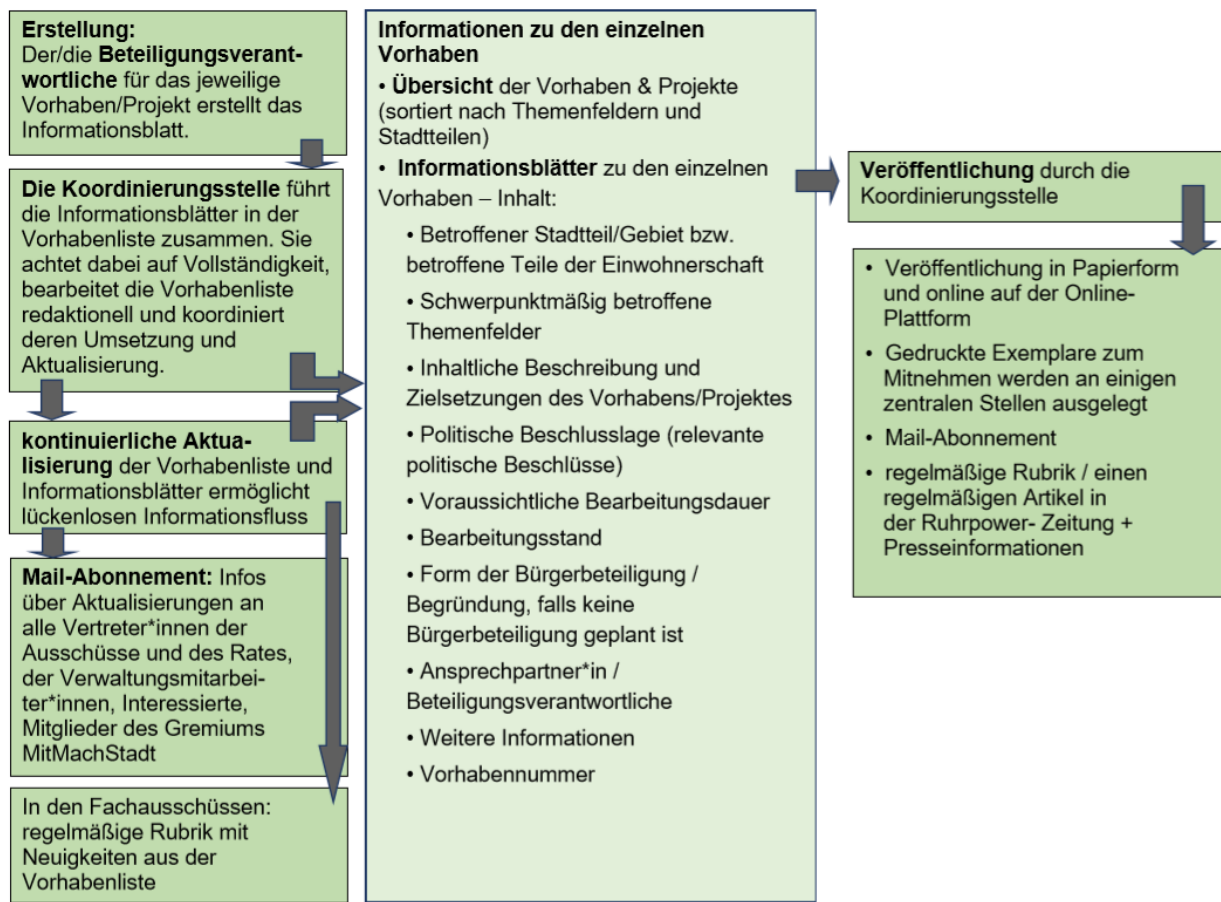 Erstellung:
Der/die Beteiligungsverant-
wortliche für das jeweilige
Vorhaben/Projekt erstellt das
Informationsblatt.
Die Koordinierungsstelle führt
die Informationsblätter in der
Vorhabenliste zusammen. Sie
achtet dabei auf Vollständigkeit,
bearbeitet die Vorhabenliste
redaktionell und koordiniert
deren Umsetzung und
Aktualisierung.
kontinuierliche Aktua-
lisierung der Vorhabenliste und
Informationsblätter ermöglicht
lückenlosen Informationsfluss
Mail-Abonnement: Infos
über Aktualisierungen an
alle Vertreter*innen der
Ausschüsse und des Rates,
der Verwaltungsmitarbei-
ter*innen, Interessierte,
Mitglieder des Gremiums
MitMachStadt
In den Fachausschüssen:
regelmäßige Rubrik mit
Neuigkeiten aus der
Vorhabenliste
Informationen zu den einzelnen
Vorhaben
• Übersicht der Vorhaben & Projekte
(sortiert nach Themenfeldern und
Stadtteilen)
• Informationsblätter zu den einzelnen
Vorhaben – Inhalt:
• Betroffener Stadtteil/Gebiet bzw.
betroffene Teile der Einwohnerschaft
• Schwerpunktmäßig betroffene
Themenfelder
• Inhaltliche Beschreibung und
Zielsetzungen des Vorhabens/Projektes
• Politische Beschlusslage (relevante
politische Beschlüsse)
• Voraussichtliche Bearbeitungsdauer
• Bearbeitungsstand
• Form der Bürgerbeteiligung /
Begründung, falls keine
Bürgerbeteiligung geplant ist
• Ansprechpartner*in /
Beteiligungsverantwortliche
• Weitere Informationen
• Vorhabennummer
Veröffentlichung durch die
Koordinierungsstelle
• Veröffentlichung in Papierform
und online auf der Online-
Plattform
• Gedruckte Exemplare zum
Mitnehmen werden an einigen
zentralen Stellen ausgelegt
• Mail-Abonnement
• regelmäßige Rubrik / einen
regelmäßigen Artikel in
der Ruhrpower- Zeitung +
Presseinformationen